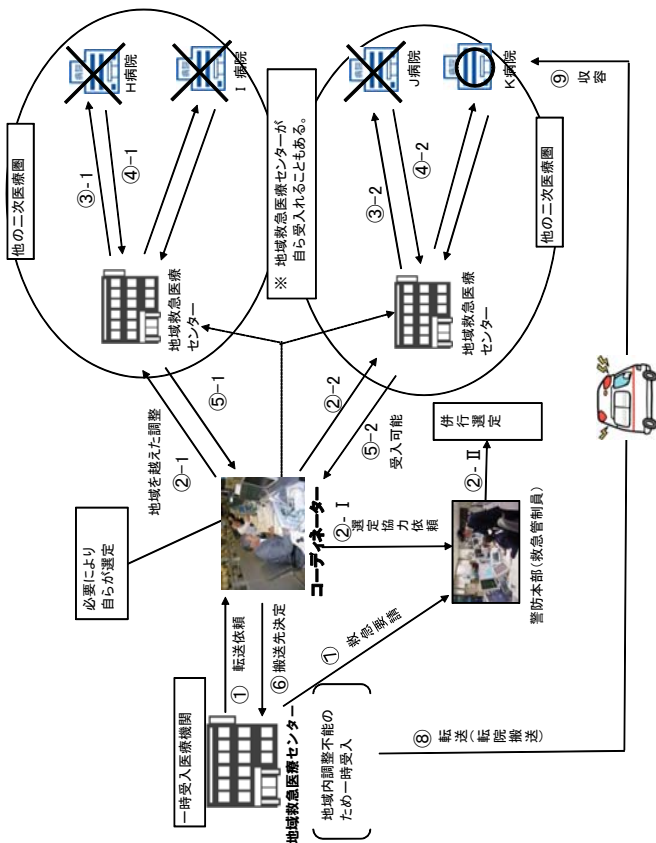 一時受入医療機関
地域救急医療センター
地域内調整不能の
ため一時受入
① 転送依頼
⑥ 搬送先決定
⑦ 救急要請
⑧ 転送(転院搬送)
必要により
自らが選定
コーディネーター
②-Ⅰ
選定協力依頼
警防本部(救急管制員)
②-Ⅱ
併行
選定
地域を越えた調整
②-1
⑤-1
②-2
⑤-2
受入可能
他の二次医療圏
地域救急医療
センター
③-1
④-1
H病院
I 病院
※ 地域救急医療センターが
自ら受入れることもある。
地域救急医療
センター
③-2
④-2
J病院
K病院
他の二次医療圏
⑨ 収
容